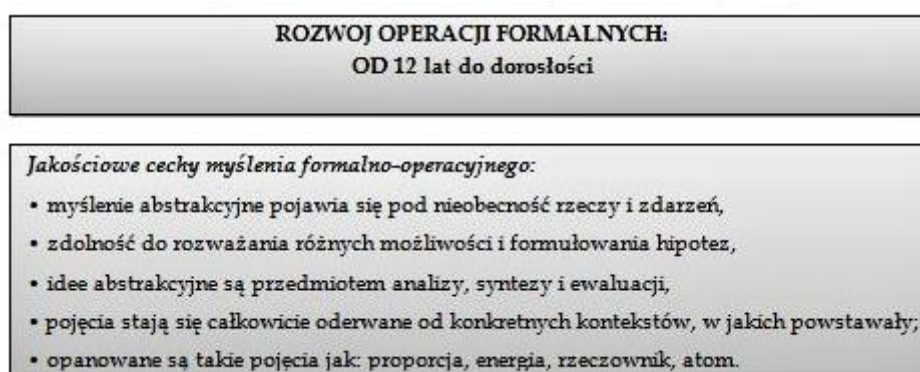 ROZWOJ OPERACJI FORMALNYCH:
OD 12 lat do dorosłości
Jakościowe cechy myślenia formalno-operacyjnego:
• myślenie abstrakcyjne pojawia się pod nieobecność rzeczy i zdarzeń,
• zdolność do rozważania różnych możliwości i formułowania hipotez,
• idee abstrakcyjne są przedmiotem analizy, syntezy i ewaluacji,
• pojęcia stają się całkowicie oderwane od konkretnych kontekstów, w jakich powstawały;
• opanowane są takie pojęcia jak: proporcja, energia, rzeczownik, atom.